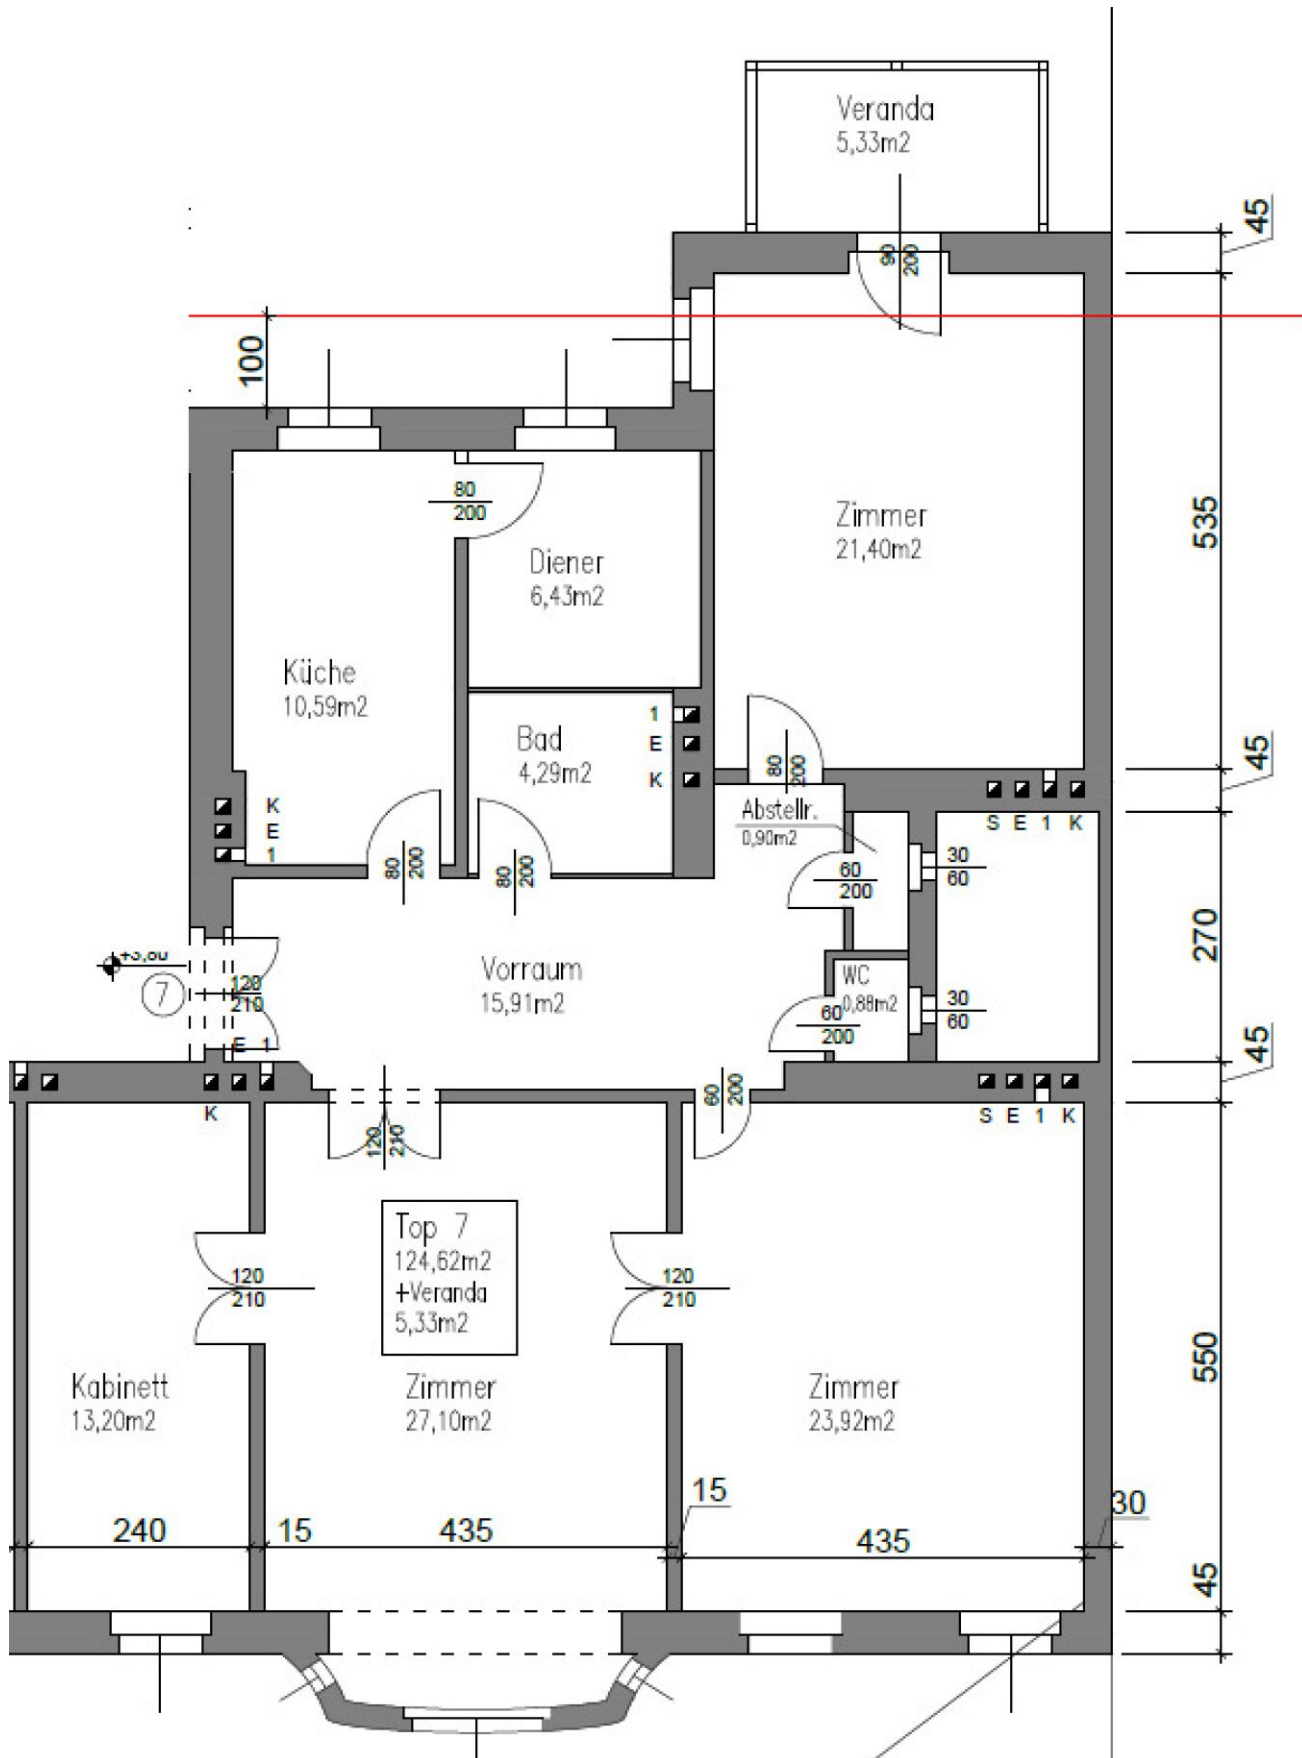 Veranda
5,33m2
45
90
200
100
80
200
Zimmer
21,40m2
535
Diener
6,43m2
Küche
10,59m2
1
E
K
Bad
4,29m2
80
200
45
K
E
1
Abstellr.
0,90m2
S E 1 K
80
200
80
200
60
200
30
60
270
+3,80
7
120
210
Vorraum
15,91m2
WC
0,88m2
60
200
30
60
E 1
45
K
60
200
S E 1 K
120
210
Top 7
124,62m2
+Veranda
5,33m2
120
210
120
210
Kabinett
13,20m2
Zimmer
27,10m2
Zimmer
23,92m2
550
15
30
240
15
435
435
45